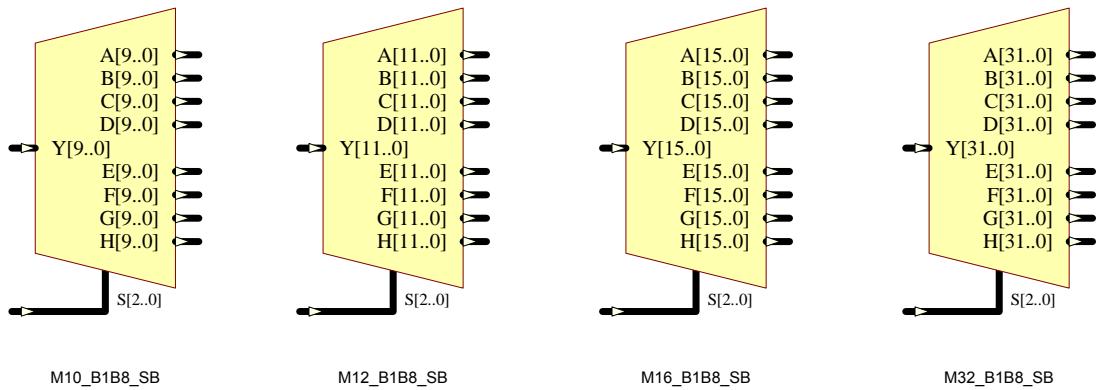 A[9..0]
B[9..0]
C[9..0]
D[9..0]
Y[9..0]
E[9..0]
F[9..0]
G[9..0]
H[9..0]
S[2..0]
M10_B1B8_SB
A[11..0]
B[11..0]
C[11..0]
D[11..0]
Y[11..0]
E[11..0]
F[11..0]
G[11..0]
H[11..0]
S[2..0]
M12_B1B8_SB
A[15..0]
B[15..0]
C[15..0]
D[15..0]
Y[15..0]
E[15..0]
F[15..0]
G[15..0]
H[15..0]
S[2..0]
M16_B1B8_SB
A[31..0]
B[31..0]
C[31..0]
D[31..0]
Y[31..0]
E[31..0]
F[31..0]
G[31..0]
H[31..0]
S[2..0]
M32_B1B8_SB